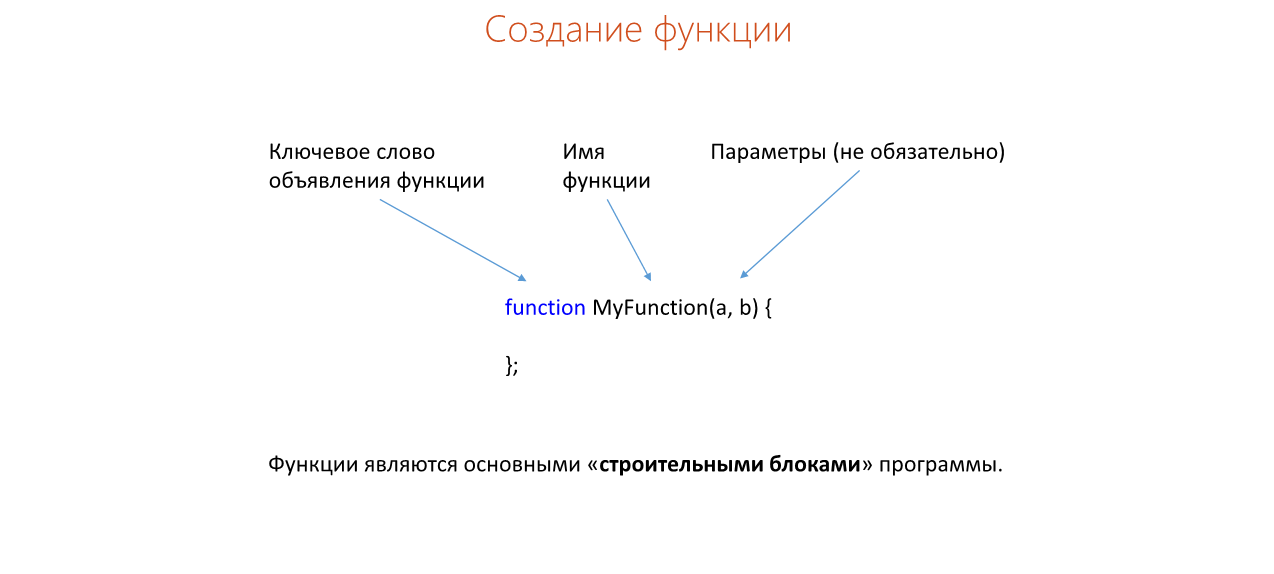 Создание функции
Ключевое слово
объявления функции
Имя
функции
Параметры (не обязательно)
function MyFunction(a, b) {
};
Функции являются основными «строительными блоками» программы.